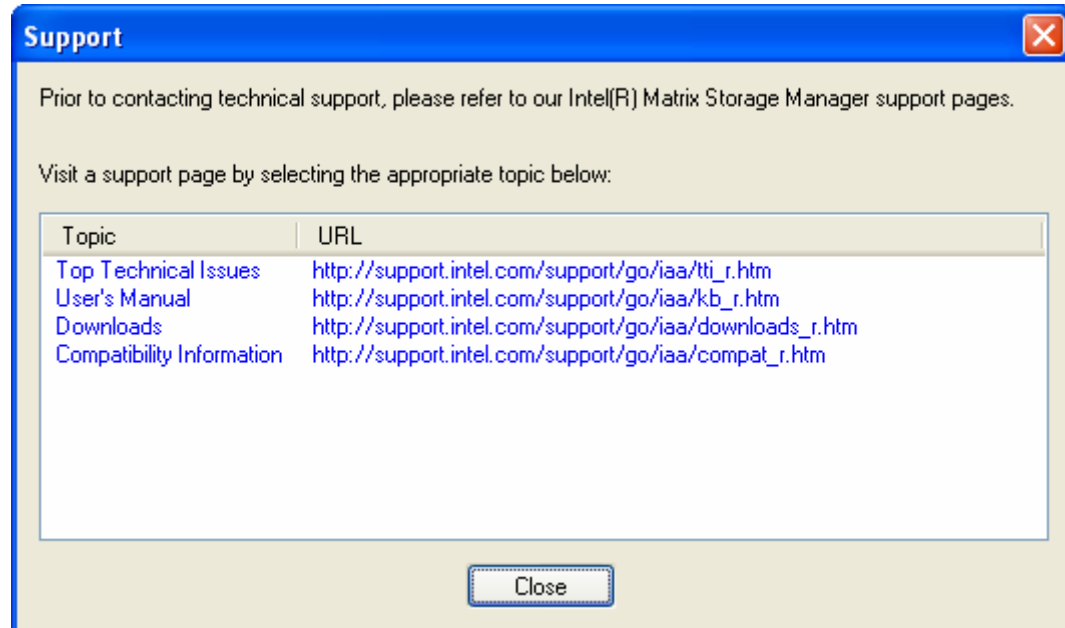 Support
Prior to contacting technical support, please refer to our Intel(R) Matrix Storage Manager support pages.
Visit a support page by selecting the appropriate topic below:
Topic URL
Top Technical Issues http://support.intel.com/support/go/iaa/tti_r.htm
User's Manual http://support.intel.com/support/go/iaa/kb_r.htm
Downloads http://support.intel.com/support/go/iaa/downloads_r.htm
Compatibility Information http://support.intel.com/support/go/iaa/compat_r.htm
Close